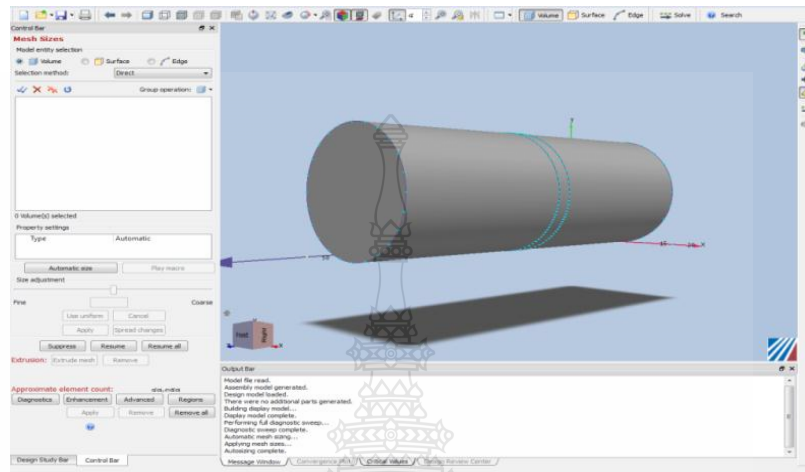 α
Volume
Surface
Edge
Solve
Search
Control Bar
Mesh Sizes
Model entity selection
Volume
Surface
Edge
Selection method:
Direct
Group operation:
0 Volume(s) selected
Property settings
Type
Automatic
Automatic size
Play macro
Size adjustment
Fine
Coarse
Use uniform
Cancel
Apply
Spread changes
Suppress
Resume
Resume all
Extrusion:
Extrude mesh
Remove
Approximate element count:
Diagnostics
Enhancement
Advanced
Regions
Apply
Remove
Remove all
Design Study Bar
Control Bar
Y
X
Front
Right
Z
X
Output Bar
Model file read.
Assembly model generated.
Design model loaded.
There were no additional parts generated.
Building display model...
Display model complete.
Performing full diagnostic sweep...
Diagnostic sweep complete.
Automatic mesh sizing...
Applying mesh sizes...
Autosizing complete.
Message Window
Convergence Plot
Critical Values
Design Review Center